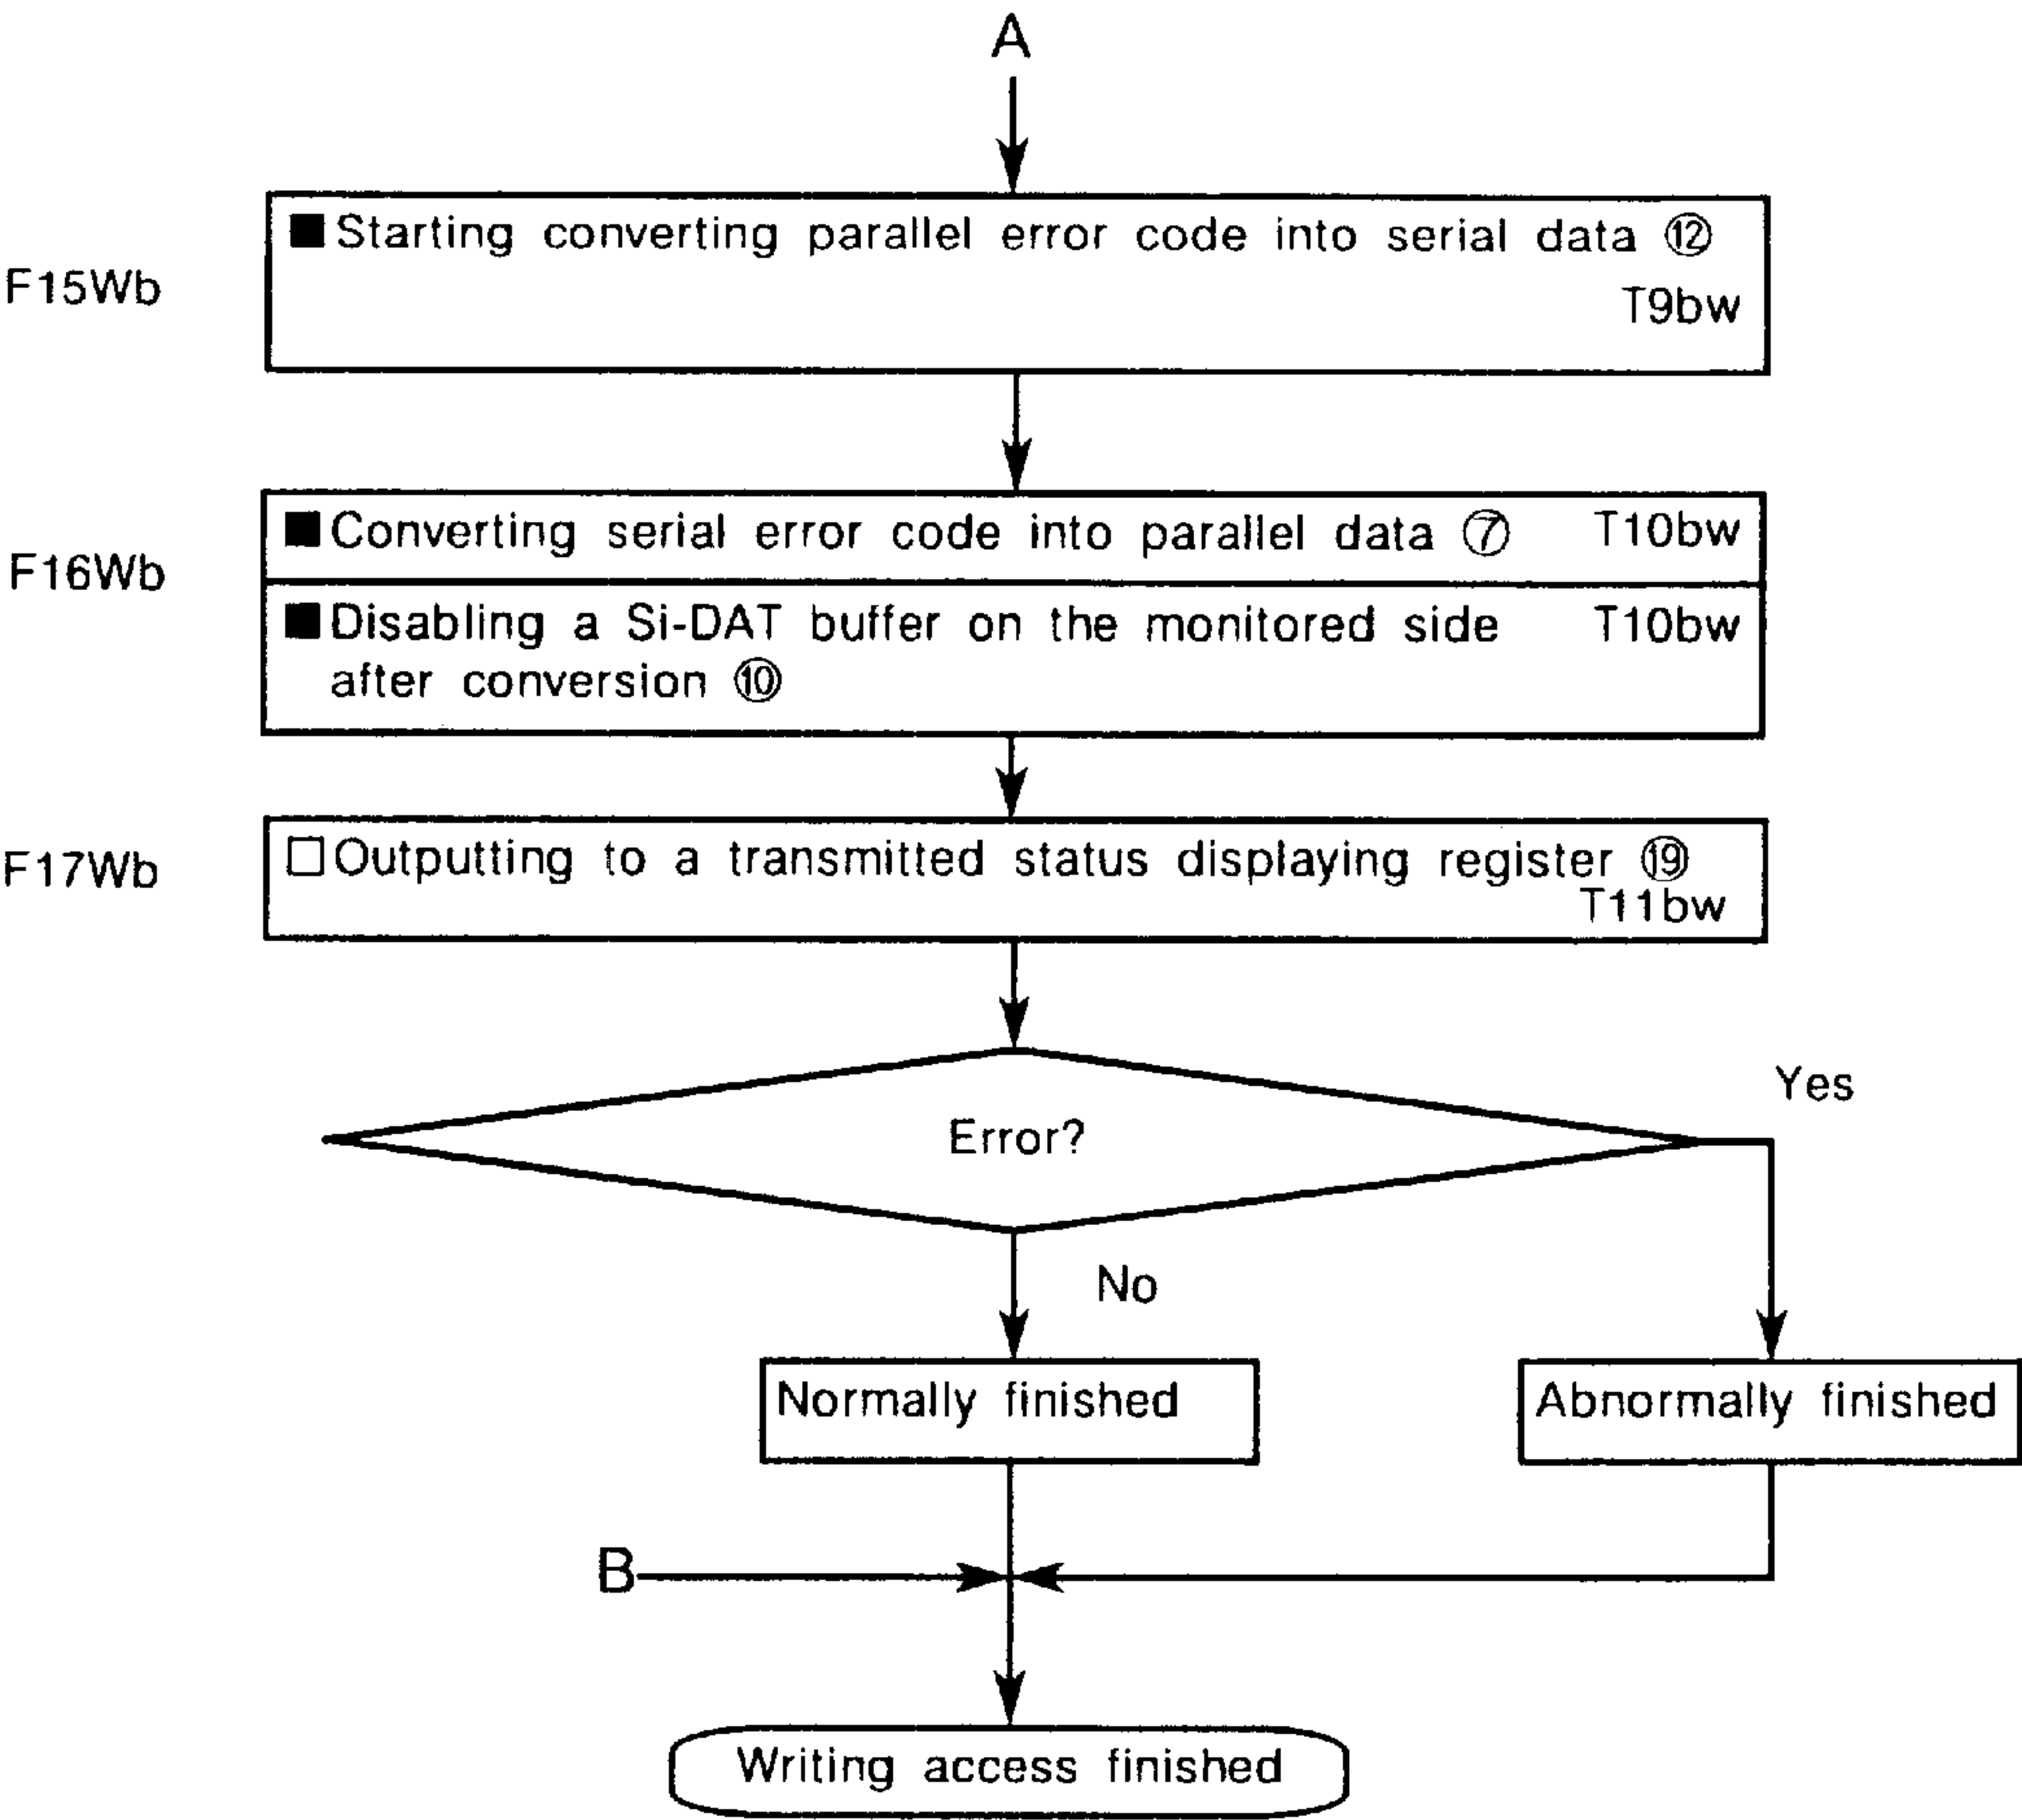 A
■Starting converting parallel error code into serial data ⑫
F15Wb
T9bw
■Converting serial error code into parallel data ⑦ T10bw
F16Wb
■Disabling a Si-DAT buffer on the monitored side T10bw
after conversion ⑩
□Outputting to a transmitted status displaying register ⑲
F17Wb
T11bw
Yes
Error?
No
Normally finished
Abnormally finished
B
Writing access finished